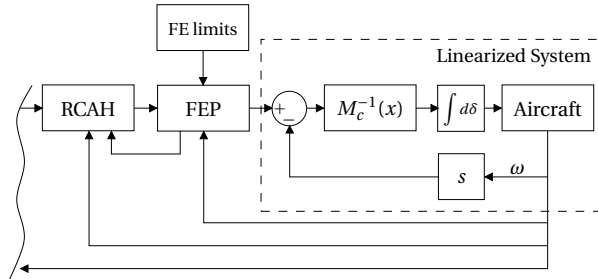 FE limits
Linearized System
RCAH
FEP
+
−
M_c^{-1}(x)
∫ dδ
Aircraft
s
ω